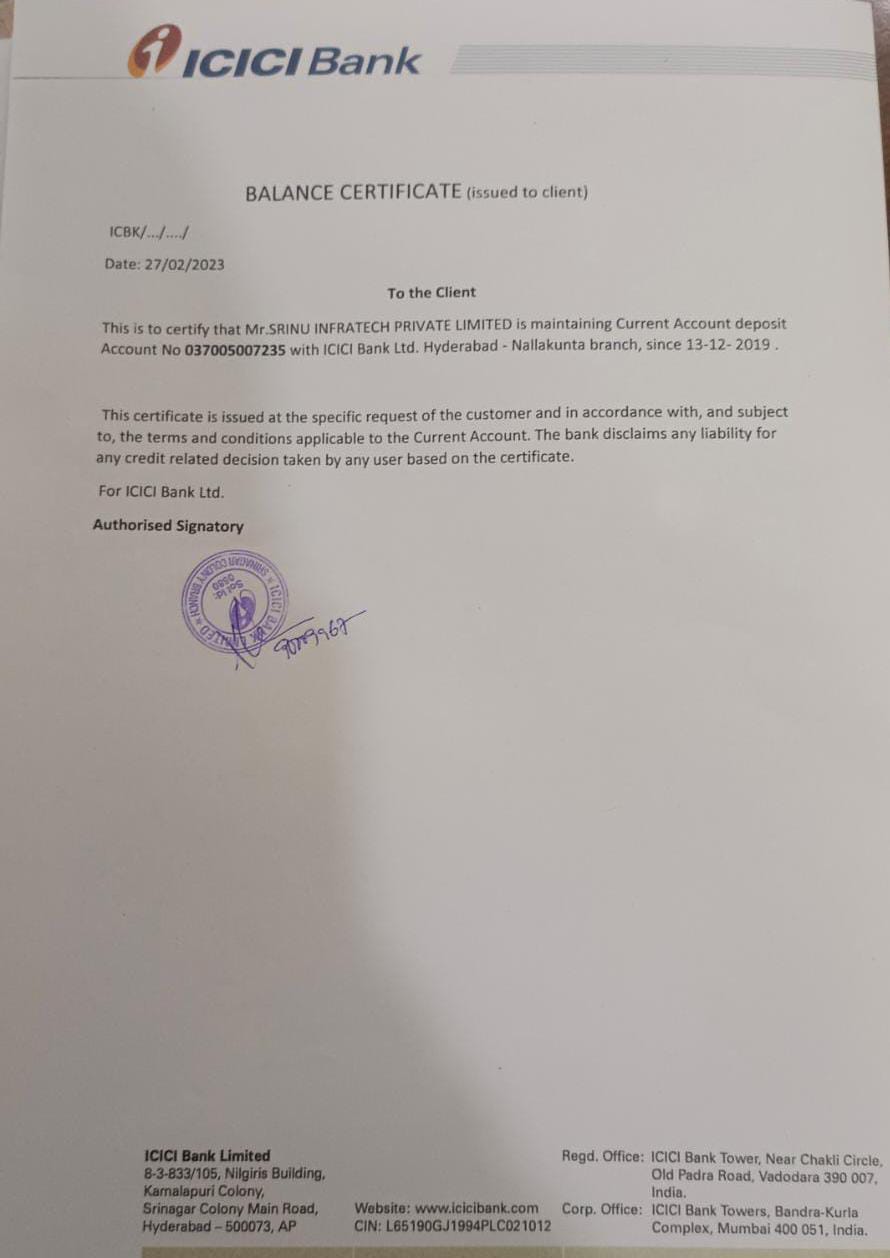 ICICI Bank
BALANCE CERTIFICATE (issued to client)
ICBK/.../..../
Date: 27/02/2023
To the Client
This is to certify that Mr.SRINU INFRATECH PRIVATE LIMITED is maintaining Current Account deposit
Account No 037005007235 with ICICI Bank Ltd. Hyderabad - Nallakunta branch, since 13-12- 2019 .
This certificate is issued at the specific request of the customer and in accordance with, and subject
to, the terms and conditions applicable to the Current Account. The bank disclaims any liability for
any credit related decision taken by any user based on the certificate.
For ICICI Bank Ltd.
Authorised Signatory
ICICI BANK LIMITED * SRINAGAR COLONY BRANCH *
Sol Id:
ICICI Bank Limited
8-3-833/105, Nilgiris Building,
Kamalapuri Colony,
Srinagar Colony Main Road,
Hyderabad – 500073, AP
Website: www.icicibank.com
CIN: L65190GJ1994PLC021012
Regd. Office: ICICI Bank Tower, Near Chakli Circle,
Old Padra Road, Vadodara 390 007,
India.
Corp. Office: ICICI Bank Towers, Bandra-Kurla
Complex, Mumbai 400 051, India.